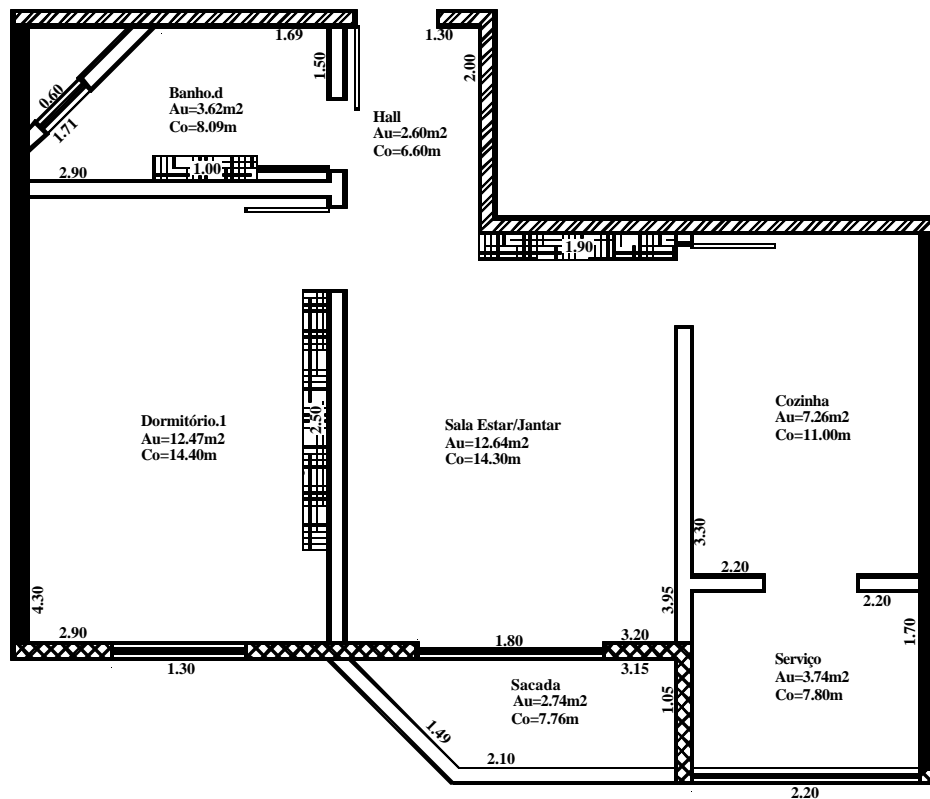 1.69
1.30
1.50
2.00
0.60
1.71
Banho.d
Au=3.62m2
Co=8.09m
Hall
Au=2.60m2
Co=6.60m
2.90
1.00
1.90
2.50
Dormitório.1
Au=12.47m2
Co=14.40m
Sala Estar/Jantar
Au=12.64m2
Co=14.30m
Cozinha
Au=7.26m2
Co=11.00m
3.30
2.20
2.20
4.30
3.95
1.70
2.90
1.80
3.20
1.30
3.15
Sacada
Au=2.74m2
Co=7.76m
1.05
Serviço
Au=3.74m2
Co=7.80m
1.49
2.10
2.20